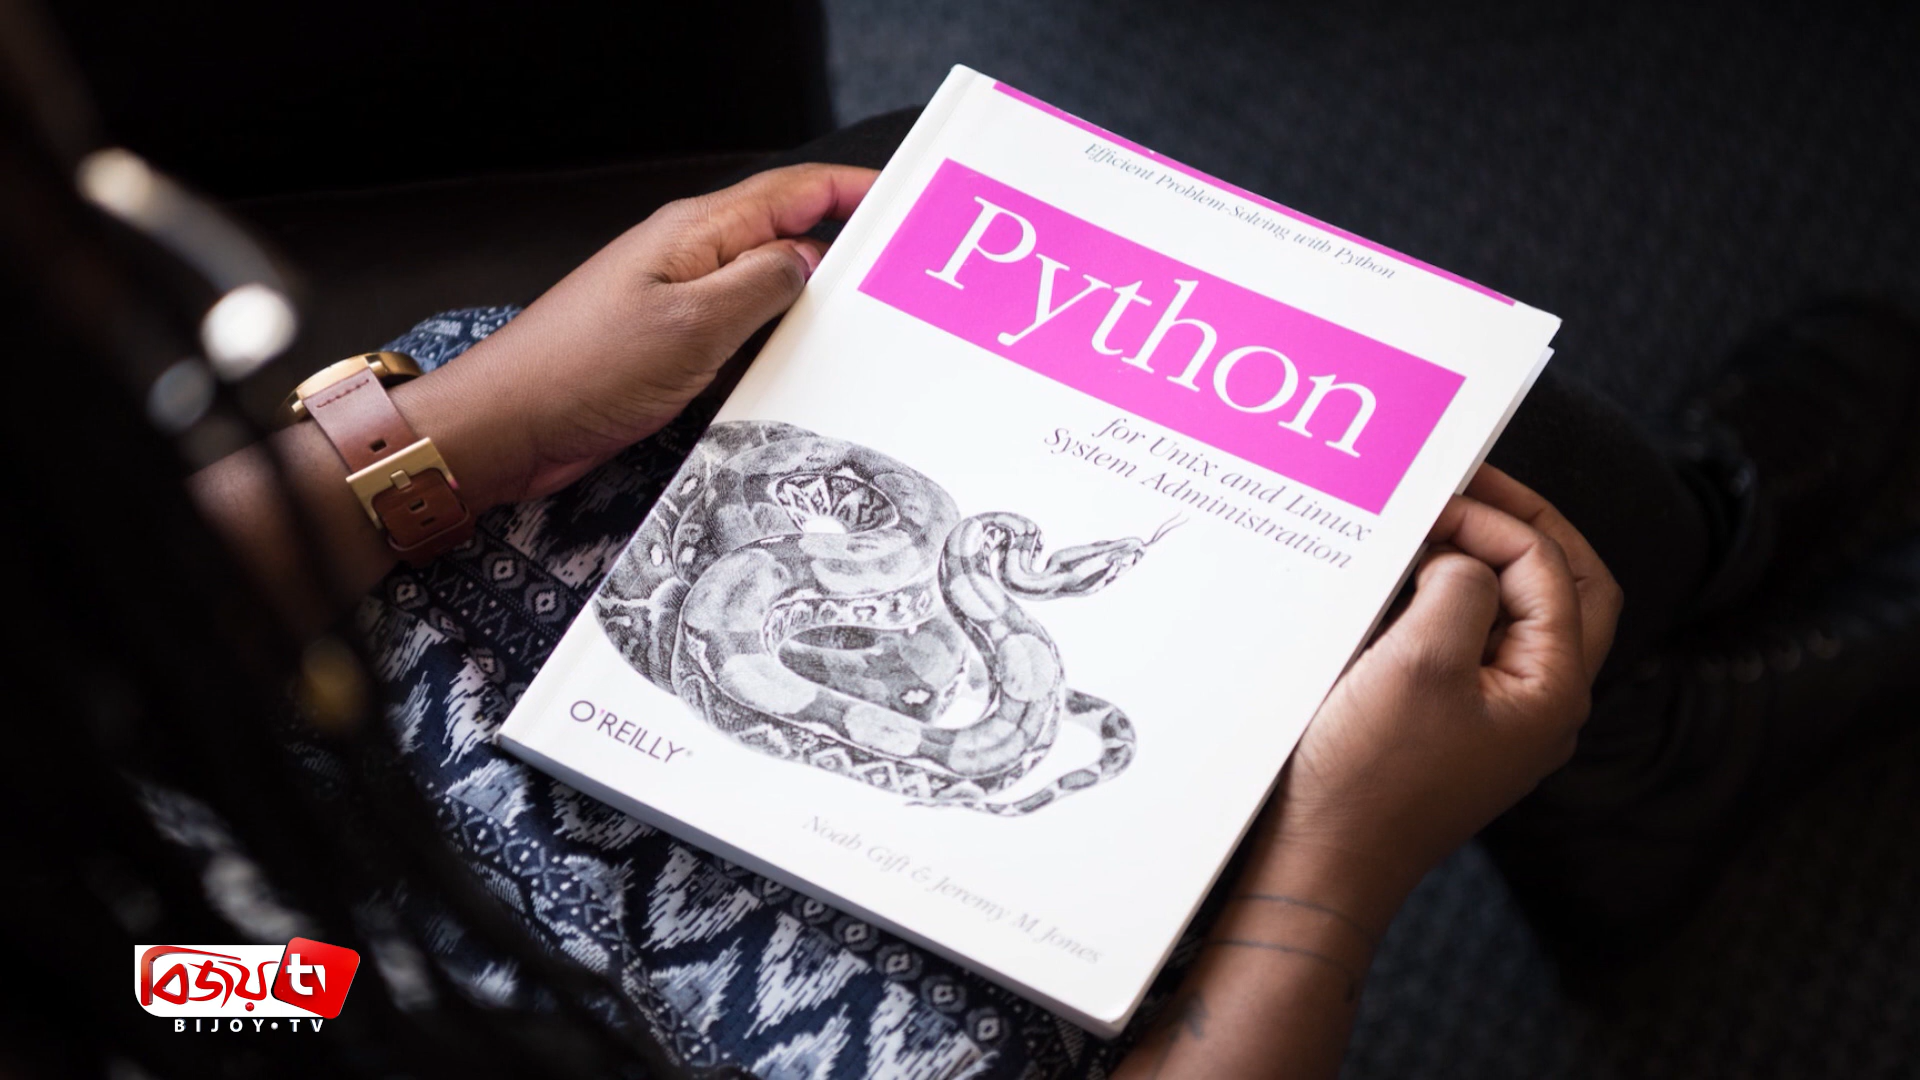 Efficient Problem-Solving with Python
Python
for Unix and Linux
System Administration
O'REILLY®
Noah Gift & Jeremy M Jones
বিজয় tv
BIJOY•TV